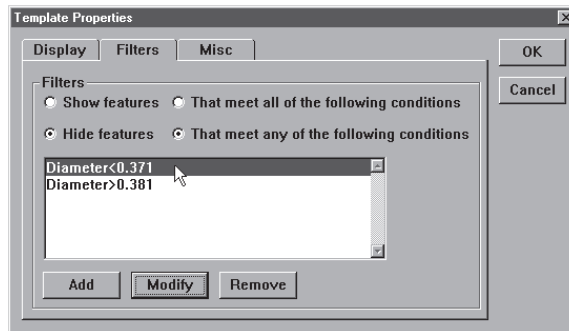 Template Properties
Display Filters Misc
OK
Cancel
Filters
Show features That meet all of the following conditions
Hide features That meet any of the following conditions
Diameter<0.371
Diameter>0.381
Add Modify Remove